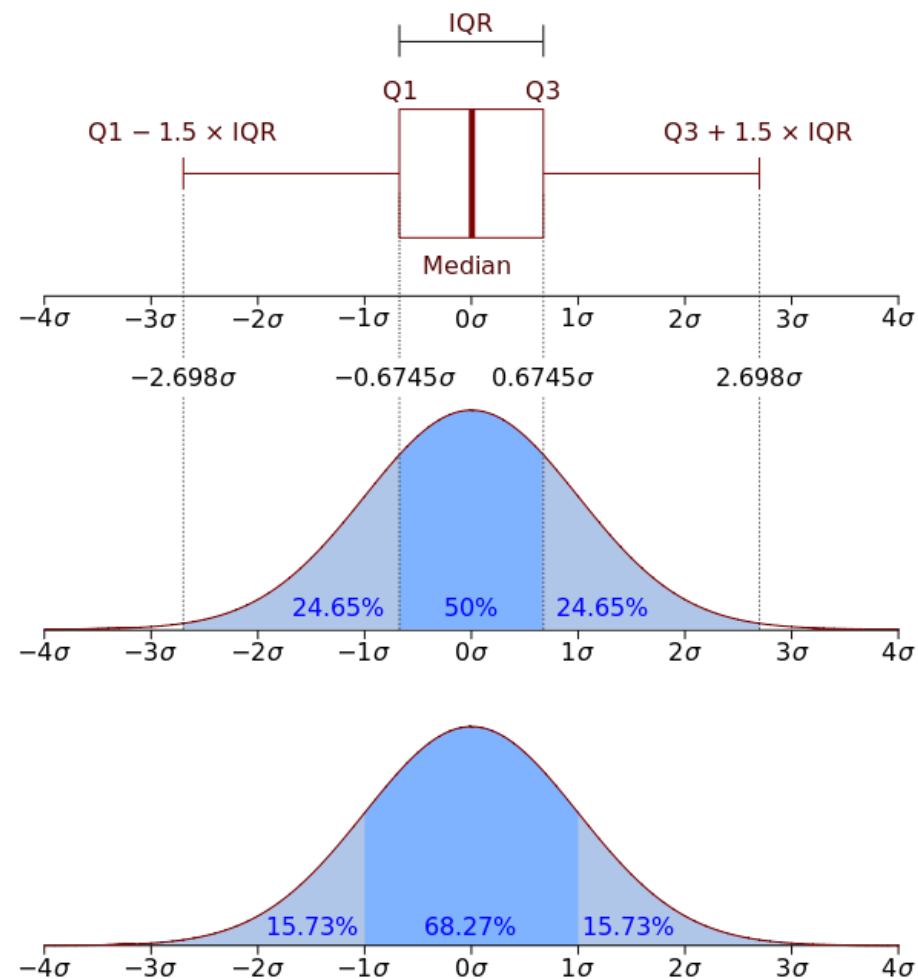 IQR
Q1 Q3
Q1 − 1.5 × IQR Q3 + 1.5 × IQR
Median
−4σ −3σ −2σ −1σ 0σ 1σ 2σ 3σ 4σ
−2.698σ −0.6745σ 0.6745σ 2.698σ
24.65% 50% 24.65%
−4σ −3σ −2σ −1σ 0σ 1σ 2σ 3σ 4σ
15.73% 68.27% 15.73%
−4σ −3σ −2σ −1σ 0σ 1σ 2σ 3σ 4σ